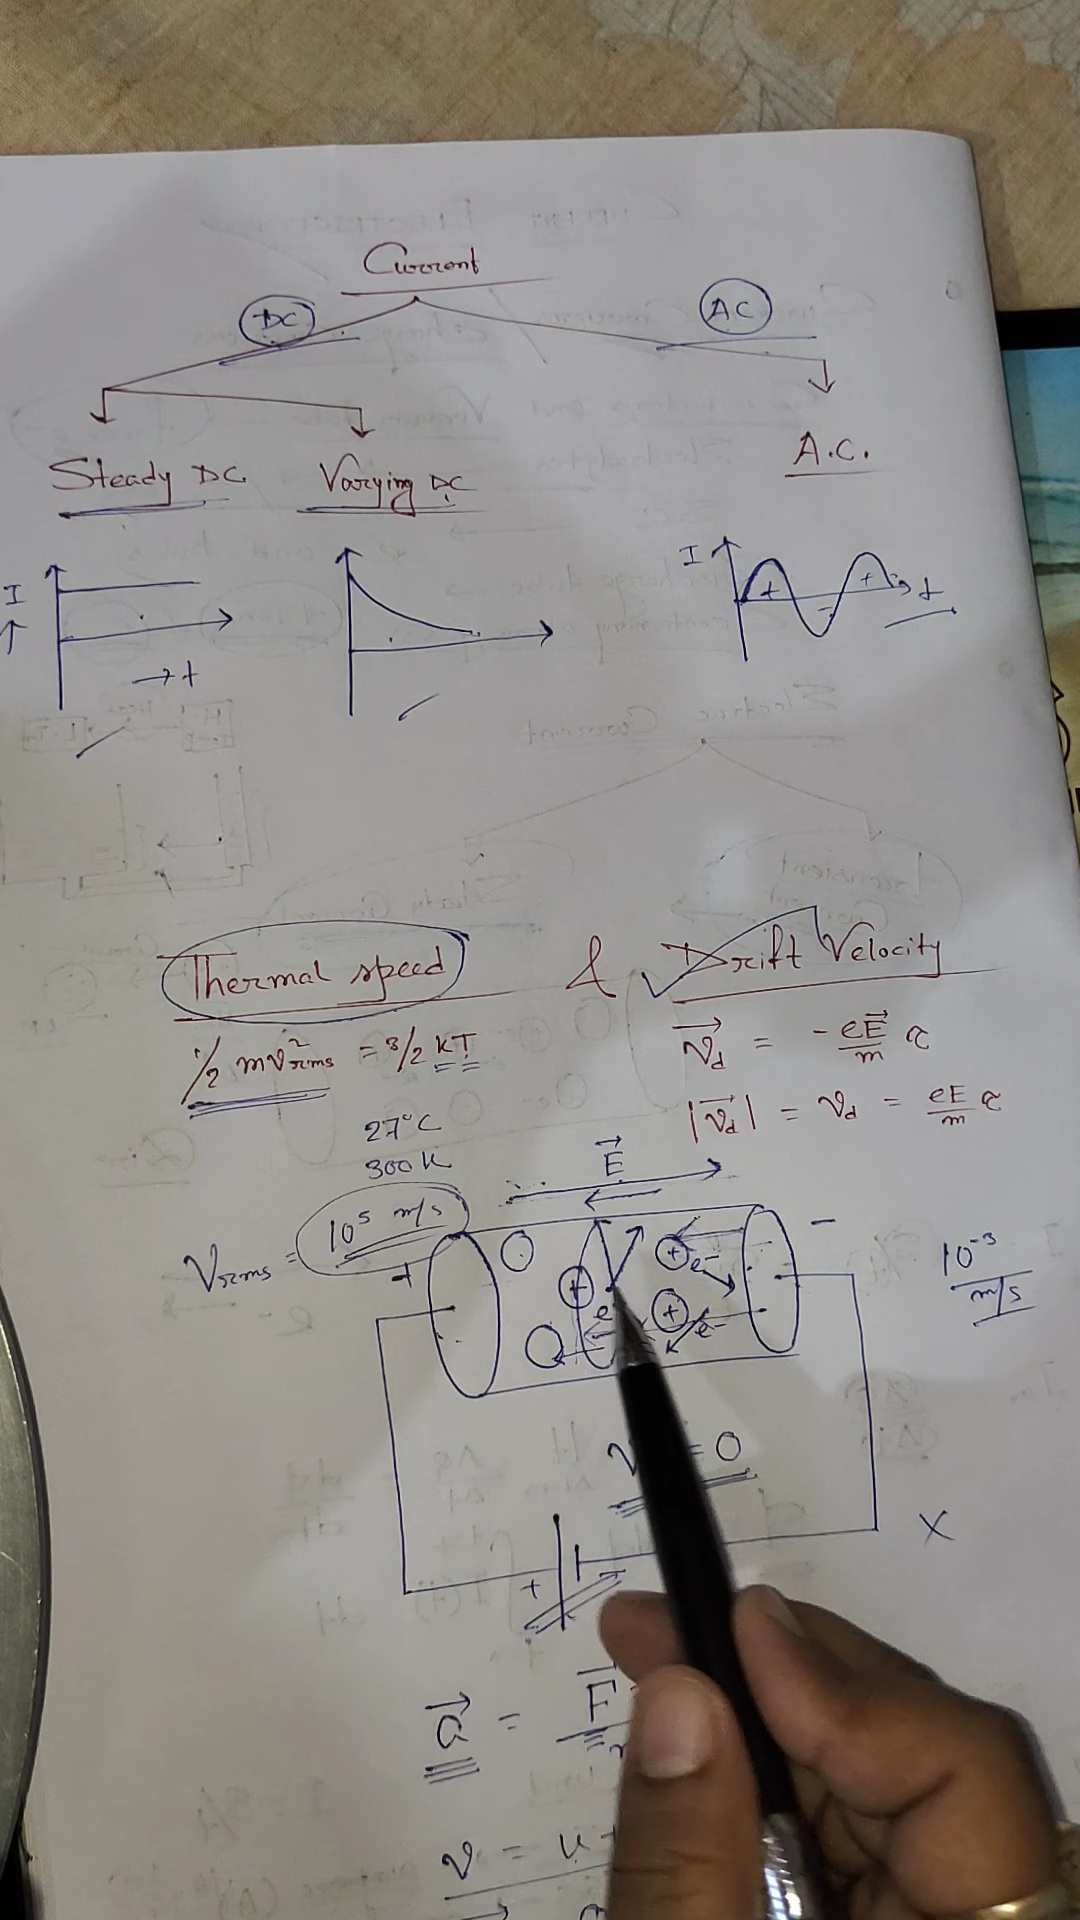 Current
DC
AC
Steady DC
Varying DC
A.C.
I
→ t
I
+
-
+
t
Thermal speed & Drift Velocity
1/2 mv²rms = 3/2 KT
v⃗d = -eE⃗/m τ
27°C
300K
|v⃗d| = vd = eE/m τ
E⃗
Vrms = 10⁵ m/s
+
-
10⁻³ m/s
+
+
e-
+
e-
e
= 0
X
+
a⃗ = F⃗
v = u +